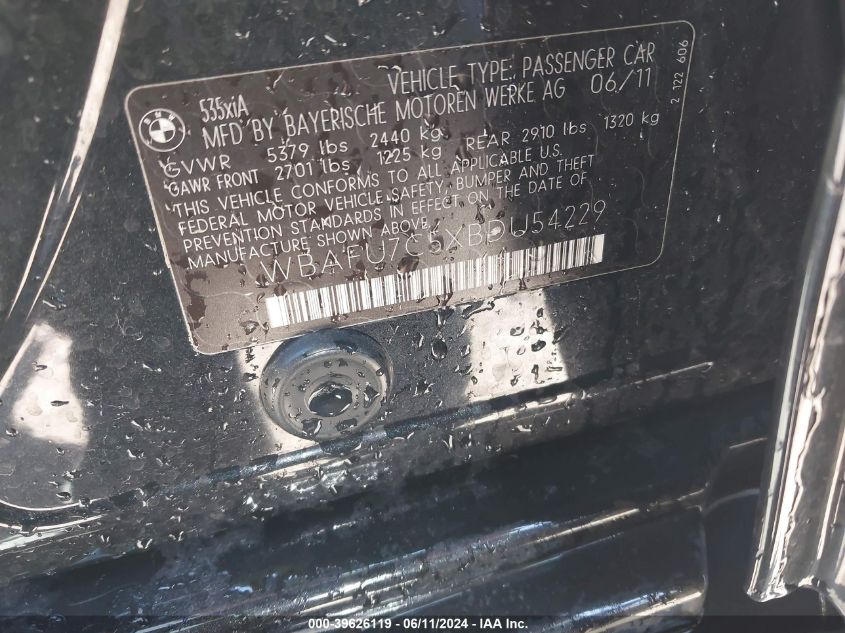 BMW
535xiA
VEHICLE TYPE: PASSENGER CAR
MFD BY BAYERISCHE MOTOREN WERKE AG 06/11
GVWR 5379 lbs 2440 kg
GAWR FRONT 2701 lbs 1225 kg REAR 2910 lbs 1320 kg
THIS VEHICLE CONFORMS TO ALL APPLICABLE U.S.
FEDERAL MOTOR VEHICLE SAFETY, BUMPER AND THEFT
PREVENTION STANDARDS IN EFFECT ON THE DATE OF
MANUFACTURE SHOWN ABOVE.
WBAFU7C5XBDU54229
2 122 606
000-39626119 - 06/11/2024 - IAA Inc.